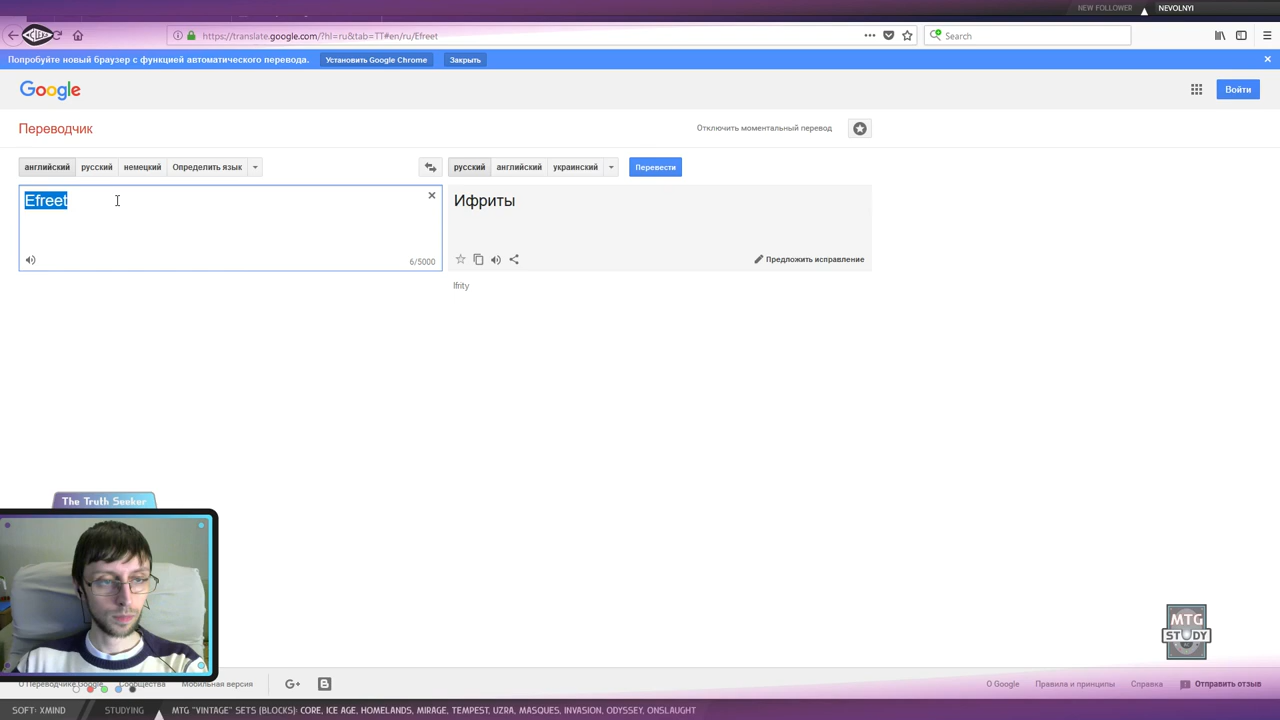 NEW FOLLOWER
NEVOLNYI
https://translate.google.com/?hl=ru&tab=TT#en/ru/Efreet
Search
Попробуйте новый браузер с функцией автоматического перевода.
Установить Google Chrome
Закрыть
Google
Войти
Переводчик
Отключить моментальный перевод
английский русский немецкий Определить язык
русский английский украинский Перевести
Efreet
Ифриты
6/5000
Предложить исправление
Ifrity
The Truth Seeker
MTG
STUDY
О Переводчике Google Сообщества Мобильная версия
О Google Правила и принципы Справка Отправить отзыв
SOFT: XMIND STUDYING MTG "VINTAGE" SETS (BLOCKS): CORE, ICE AGE, HOMELANDS, MIRAGE, TEMPEST, UZRA, MASQUES, INVASION, ODYSSEY, ONSLAUGHT